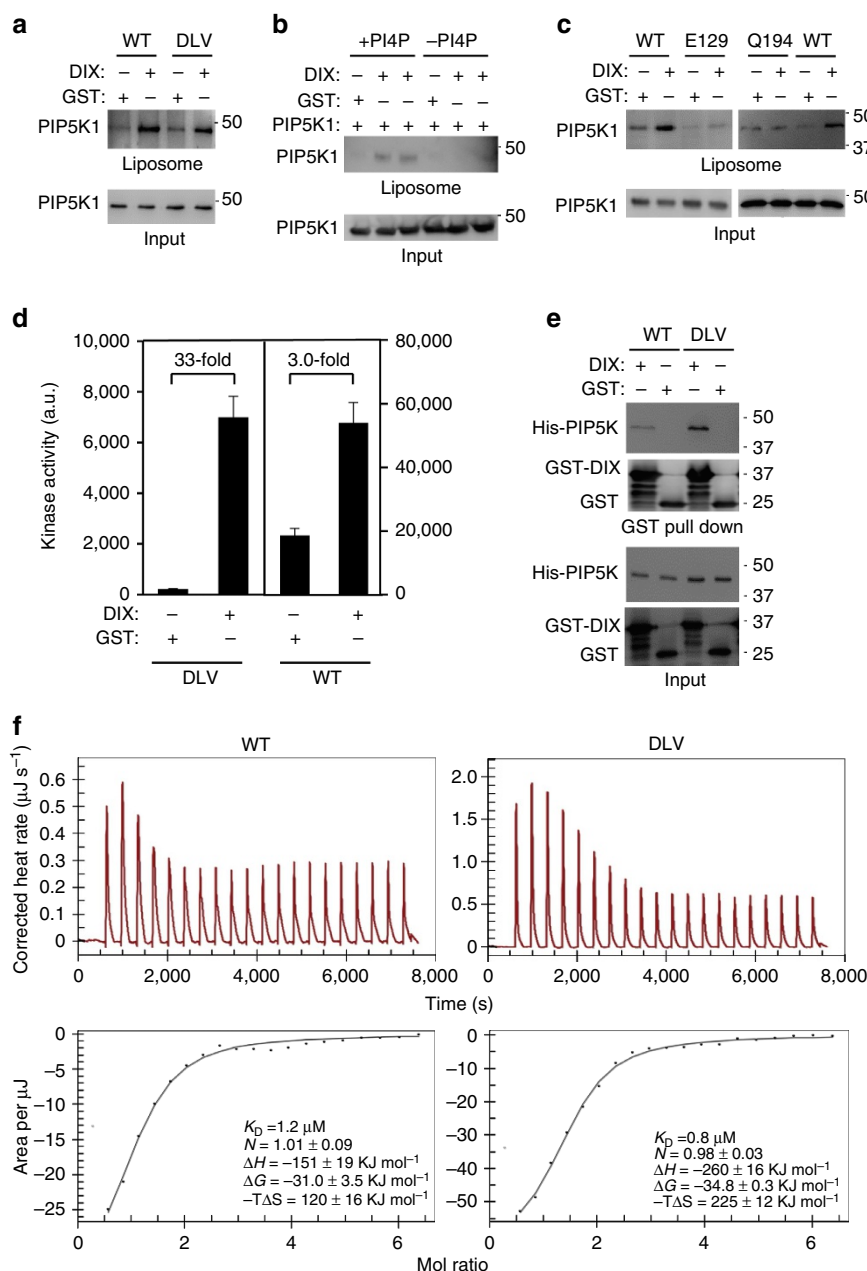 a
WT DLV
DIX: – + – +
GST: + – + –
PIP5K1
50
Liposome
PIP5K1
50
Input
b
+PI4P –PI4P
DIX: – + + – + +
GST: + – – + – –
PIP5K1: + + + + + +
PIP5K1
50
Liposome
PIP5K1
50
Input
c
WT E129 Q194 WT
DIX: – + – + – + – +
GST: + – + – + – + –
PIP5K1
50
37
Liposome
PIP5K1
50
Input
d
Kinase activity (a.u.)
10,000
8,000
6,000
4,000
2,000
0
33-fold
3.0-fold
80,000
60,000
40,000
20,000
0
DIX: – + – +
GST: + – + –
DLV WT
e
WT DLV
DIX: + – + –
GST: – + – +
His-PIP5K
50
37
GST-DIX
37
GST
25
GST pull down
His-PIP5K
50
37
GST-DIX
37
GST
25
Input
f
WT
DLV
Corrected heat rate (μJ s⁻¹)
0.6
0.5
0.4
0.3
0.2
0.1
0
0 2,000 4,000 6,000 8,000
2.0
1.5
1.0
0.5
0
0 2,000 4,000 6,000 8,000
Time (s)
Area per μJ
0
–5
–10
–15
–20
–25
K_D =1.2 μM
N = 1.01 ± 0.09
ΔH = –151 ± 19 KJ mol⁻¹
ΔG = –31.0 ± 3.5 KJ mol⁻¹
–TΔS = 120 ± 16 KJ mol⁻¹
0 2 4 6
0
–10
–20
–30
–40
–50
K_D =0.8 μM
N = 0.98 ± 0.03
ΔH = –260 ± 16 KJ mol⁻¹
ΔG = –34.8 ± 0.3 KJ mol⁻¹
–TΔS = 225 ± 12 KJ mol⁻¹
0 2 4 6
Mol ratio